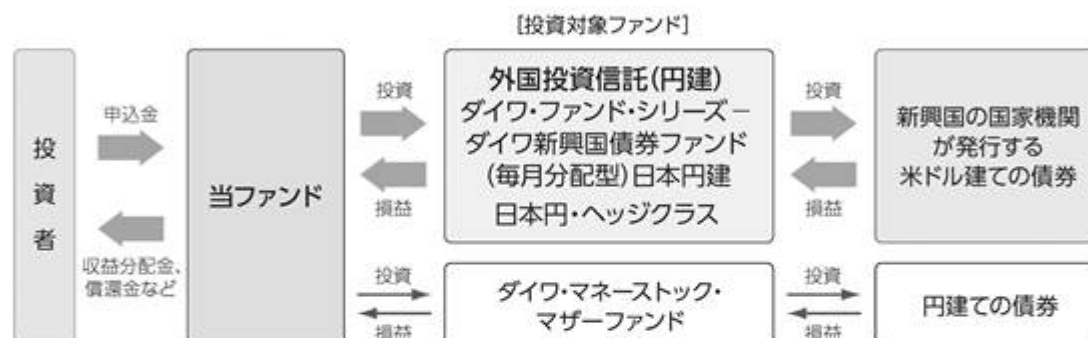 [投資対象ファンド]
投資者
申込金
収益分配金、
償還金など
当ファンド
投資
損益
外国投資信託(円建)
ダイワ・ファンド・シリーズ－
ダイワ新興国債券ファンド
(毎月分配型)日本円建
日本円・ヘッジクラス
投資
損益
新興国の国家機関
が発行する
米ドル建ての債券
投資
損益
ダイワ・マネーストック・
マザーファンド
投資
損益
円建ての債券